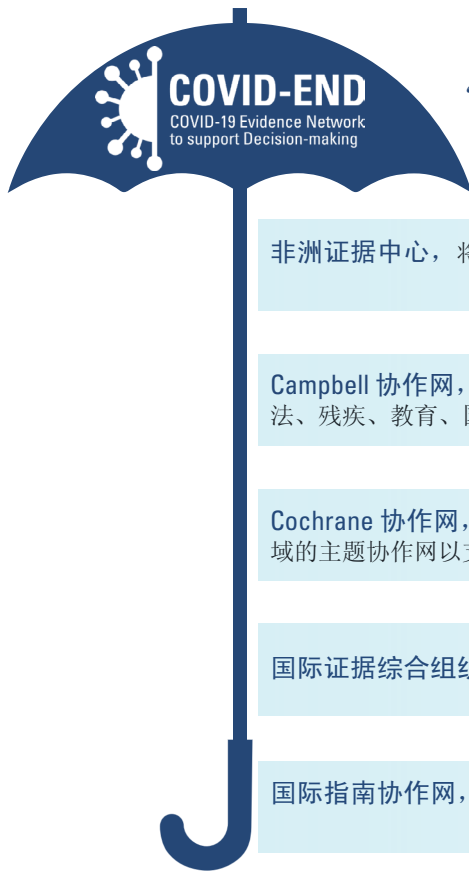 COVID-END
COVID-19 Evidence Network
to support Decision-making
非洲证据中心，
Campbell 协作网，
法、残疾、教育、
Cochrane 协作网，
域的主题协作网以
国际证据综合组
国际指南协作网，